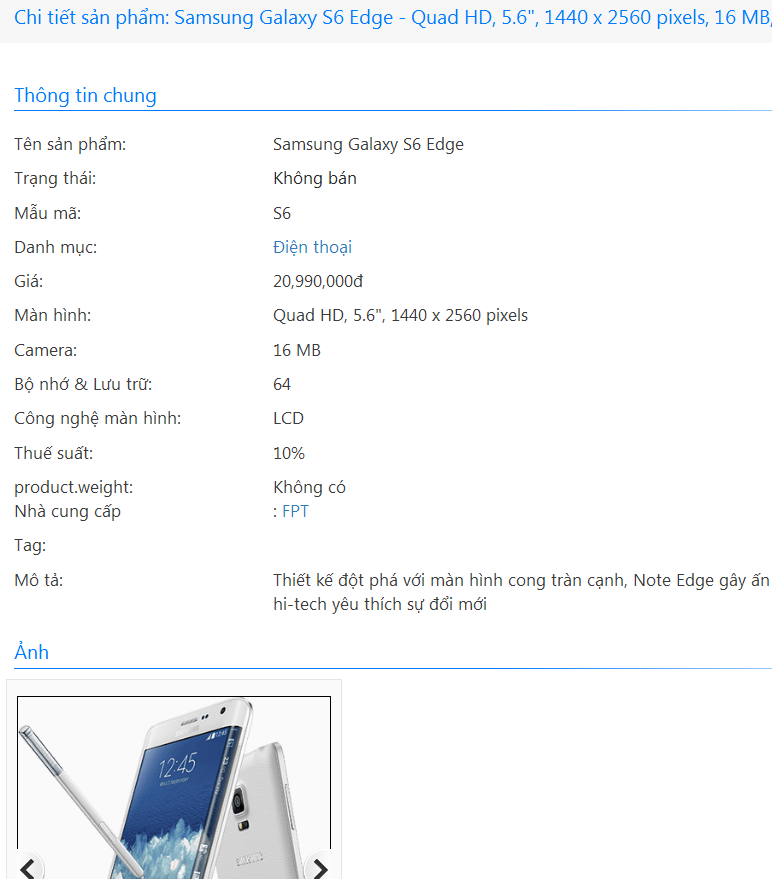 Chi tiết sản phẩm: Samsung Galaxy S6 Edge - Quad HD, 5.6", 1440 x 2560 pixels, 16 MB,
Thông tin chung
Tên sản phẩm: Samsung Galaxy S6 Edge
Trạng thái: Không bán
Mẫu mã: S6
Danh mục: Điện thoại
Giá: 20,990,000đ
Màn hình: Quad HD, 5.6", 1440 x 2560 pixels
Camera: 16 MB
Bộ nhớ & Lưu trữ: 64
Công nghệ màn hình: LCD
Thuế suất: 10%
product.weight: Không có
Nhà cung cấp : FPT
Tag:
Mô tả: Thiết kế đột phá với màn hình cong tràn cạnh, Note Edge gây ấn
hi-tech yêu thích sự đổi mới
Ảnh
12:45
12:45
SAMSUNG